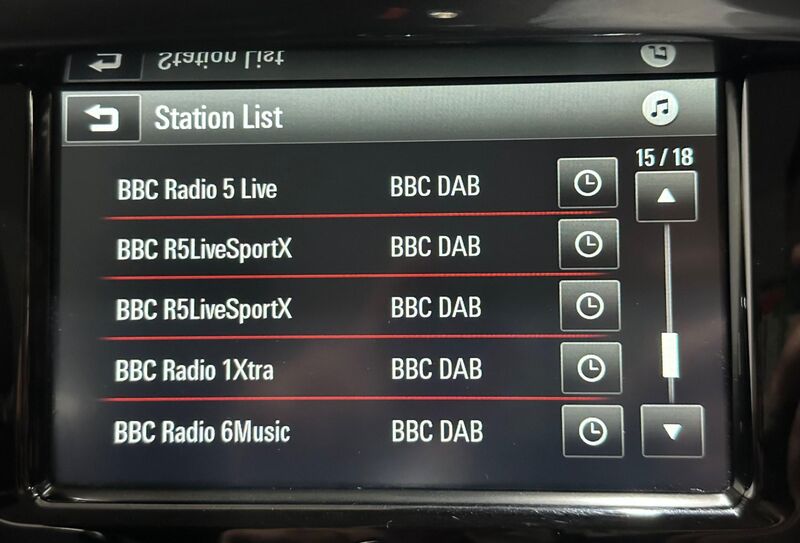 Station List
Station List
15 / 18
BBC Radio 5 Live BBC DAB
BBC R5LiveSportX BBC DAB
BBC R5LiveSportX BBC DAB
BBC Radio 1Xtra BBC DAB
BBC Radio 6Music BBC DAB